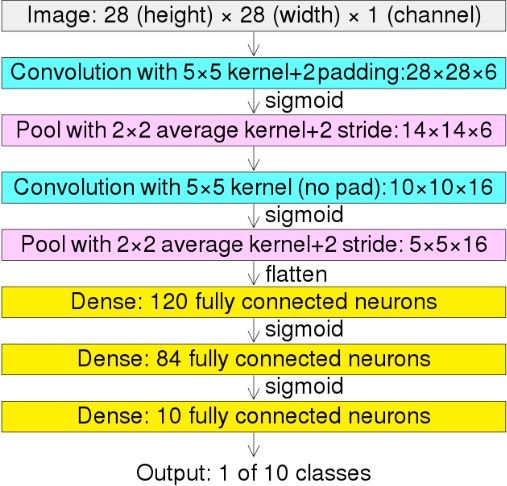 Image: 28 (height) × 28 (width) × 1 (channel)
Convolution with 5×5 kernel+2padding:28×28×6
sigmoid
Pool with 2×2 average kernel+2 stride:14×14×6
Convolution with 5×5 kernel (no pad):10×10×16
sigmoid
Pool with 2×2 average kernel+2 stride: 5×5×16
flatten
Dense: 120 fully connected neurons
sigmoid
Dense: 84 fully connected neurons
sigmoid
Dense: 10 fully connected neurons
Output: 1 of 10 classes